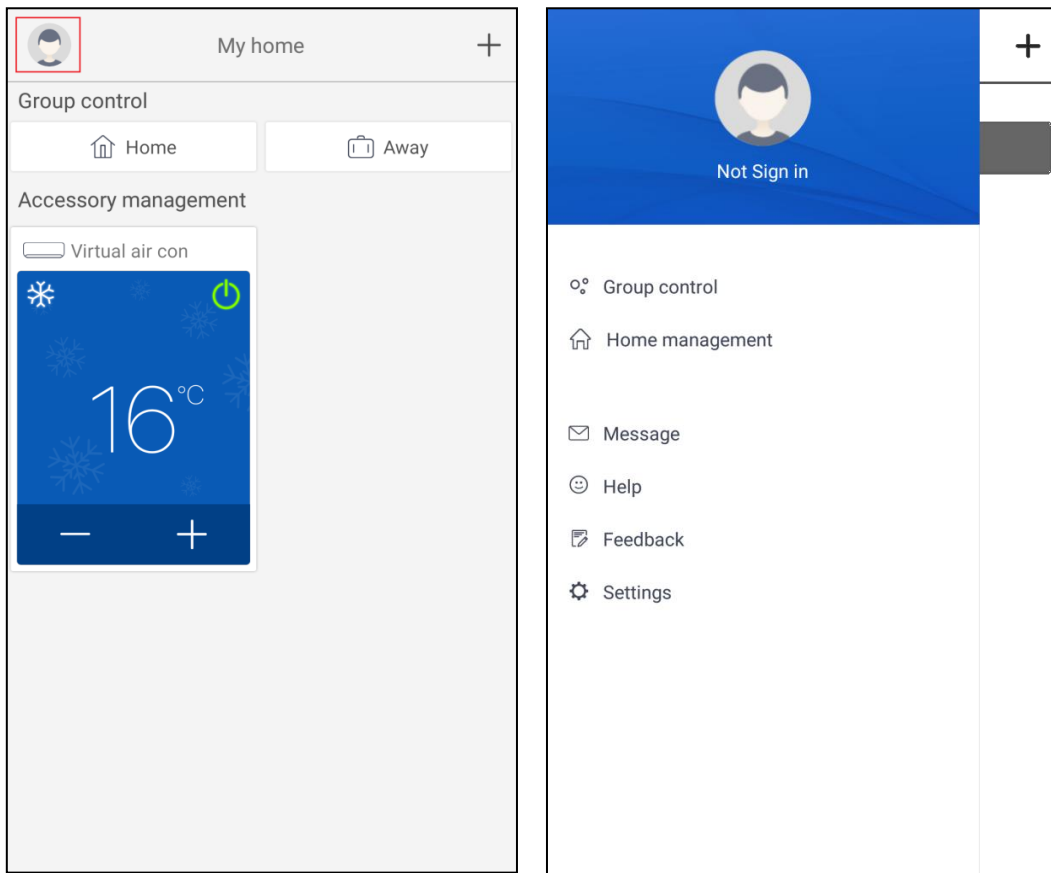 My home
Group control
Home
Away
Accessory management
Virtual air con
16°C
Not Sign in
Group control
Home management
Message
Help
Feedback
Settings